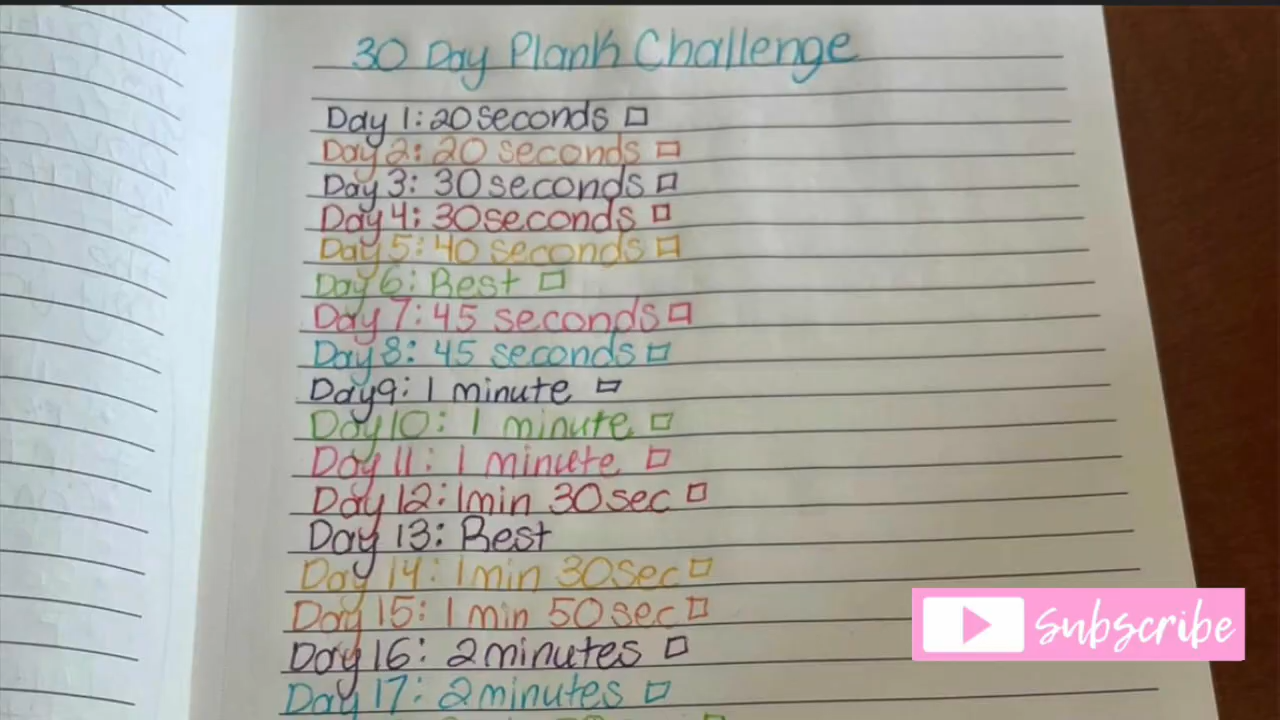 30 Day Plank Challenge
Day 1: 20 seconds
Day 2: 20 seconds
Day 3: 30 seconds
Day 4: 30 seconds
Day 5: 40 seconds
Day 6: Rest
Day 7: 45 seconds
Day 8: 45 seconds
Day 9: 1 minute
Day 10: 1 minute
Day 11: 1 minute
Day 12: 1 min 30 sec
Day 13: Rest
Day 14: 1 min 30 sec
Day 15: 1 min 50 sec
Day 16: 2 minutes
Day 17: 2 minutes
Subscribe